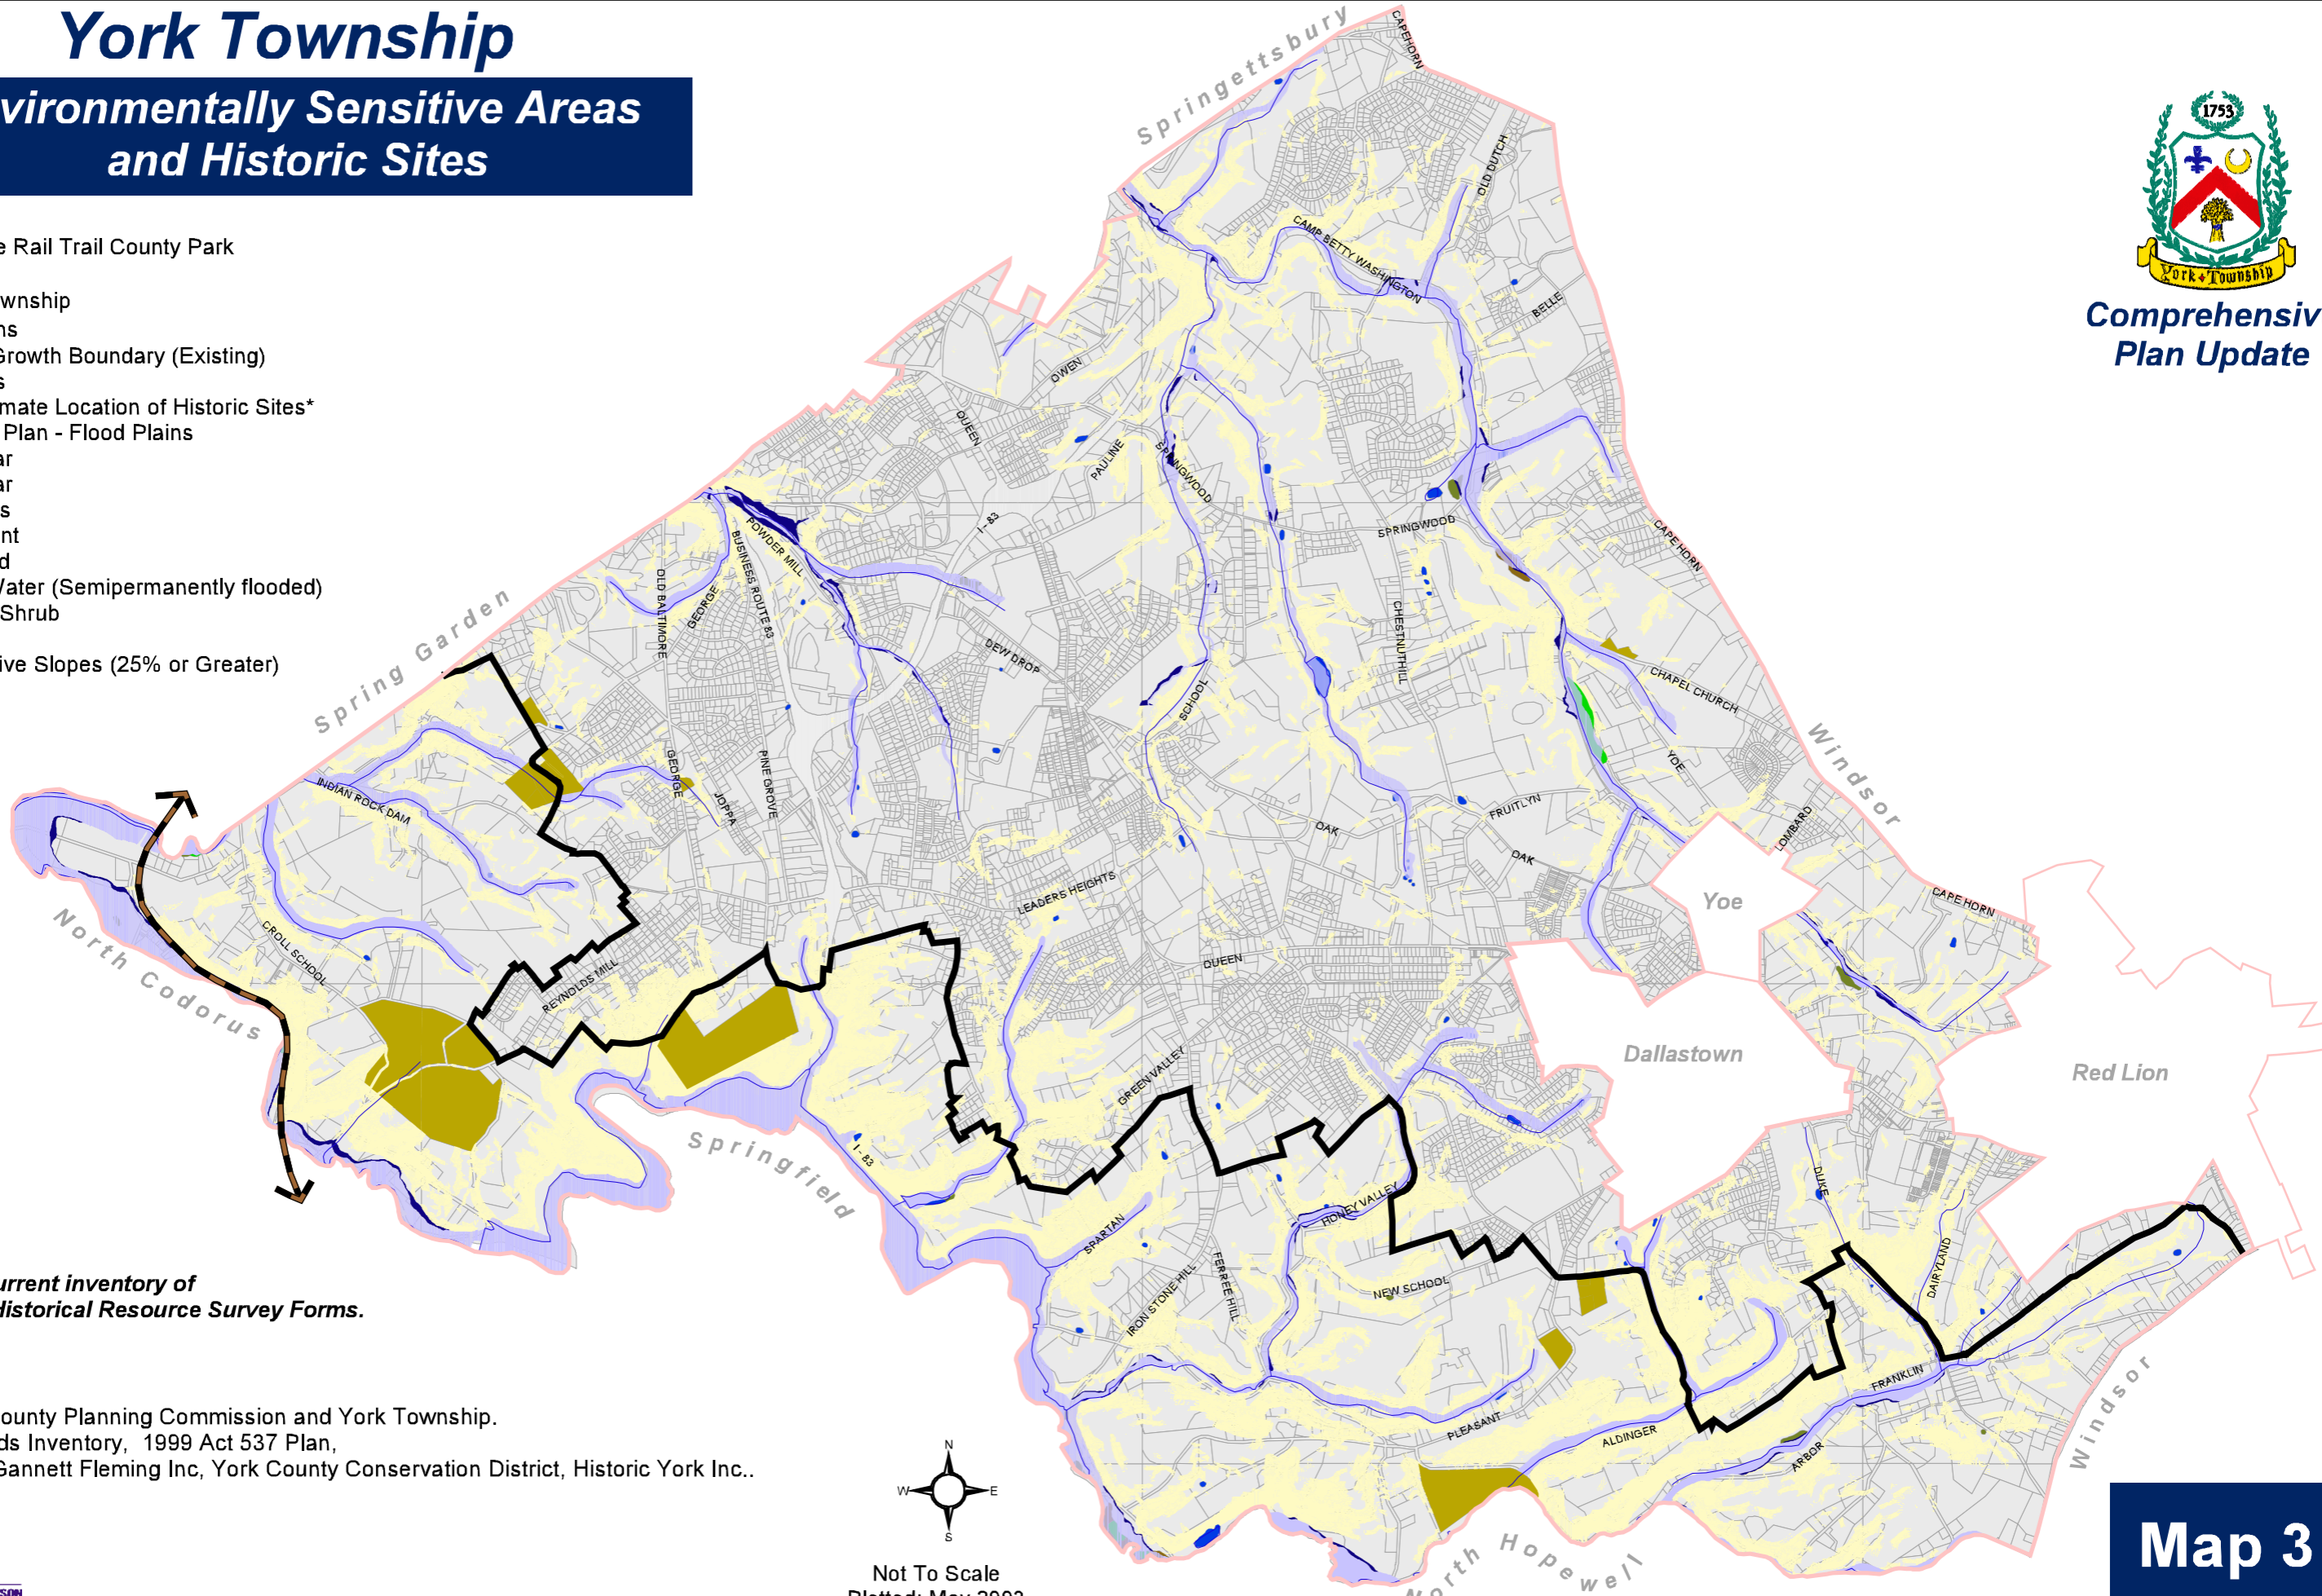 York Township
vironmentally Sensitive Areas
and Historic Sites
e Rail Trail County Park
wnship
ns
Growth Boundary (Existing)
s
mate Location of Historic Sites*
Plan - Flood Plains
ar
ar
s
nt
d
Water (Semipermanently flooded)
Shrub
ive Slopes (25% or Greater)
urrent inventory of
Historical Resource Survey Forms.
ounty Planning Commission and York Township.
ds Inventory, 1999 Act 537 Plan,
Gannett Fleming Inc, York County Conservation District, Historic York Inc..
SON
1753
York Township
Comprehensiv
Plan Update
Springettsbury
CAPEHORN
OLD DUTCH
CAMP BETTY WASHINGTON
BELLE
OWEN
QUEEN
PAULINE
SPRINGWOOD
I - 83
SPRINGWOOD
CAPE HORN
POWDER MILL
BUSINESS ROUTE 83
OLD BALTIMORE
GEORGE
DEW DROP
CHESTNUTHILL
SCHOOL
CHAPEL CHURCH
YOE
Spring Garden
Windsor
INDIAN ROCK DAM
GEORGE
JOPPA
PINE GROVE
OAK
FRUITLYN
OAK
LOMBARD
LEADERS HEIGHTS
Yoe
CAPE HORN
North Codorus
CROLL SCHOOL
REYNOLDS MILL
QUEEN
Dallastown
Red Lion
GREEN VALLEY
Springfield
I - 83
SPARTAN
HONEY VALLEY
DUKE
IRON STONE HILL
FERREE HILL
NEW SCHOOL
DAIRYLAND
FRANKLIN
PLEASANT
ALDINGER
ARBOR
Windsor
North Hopewell
N
W
E
S
Not To Scale
Plotted: May 2003
Map 3